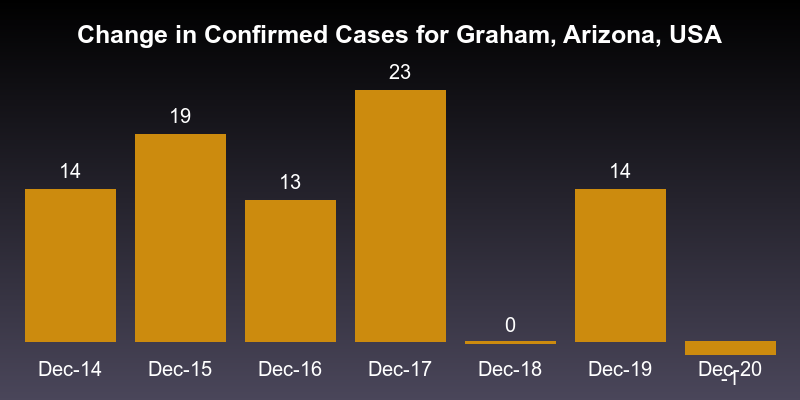 Change in Confirmed Cases for Graham, Arizona, USA
14
19
13
23
0
14
-1
Dec-14
Dec-15
Dec-16
Dec-17
Dec-18
Dec-19
Dec-20